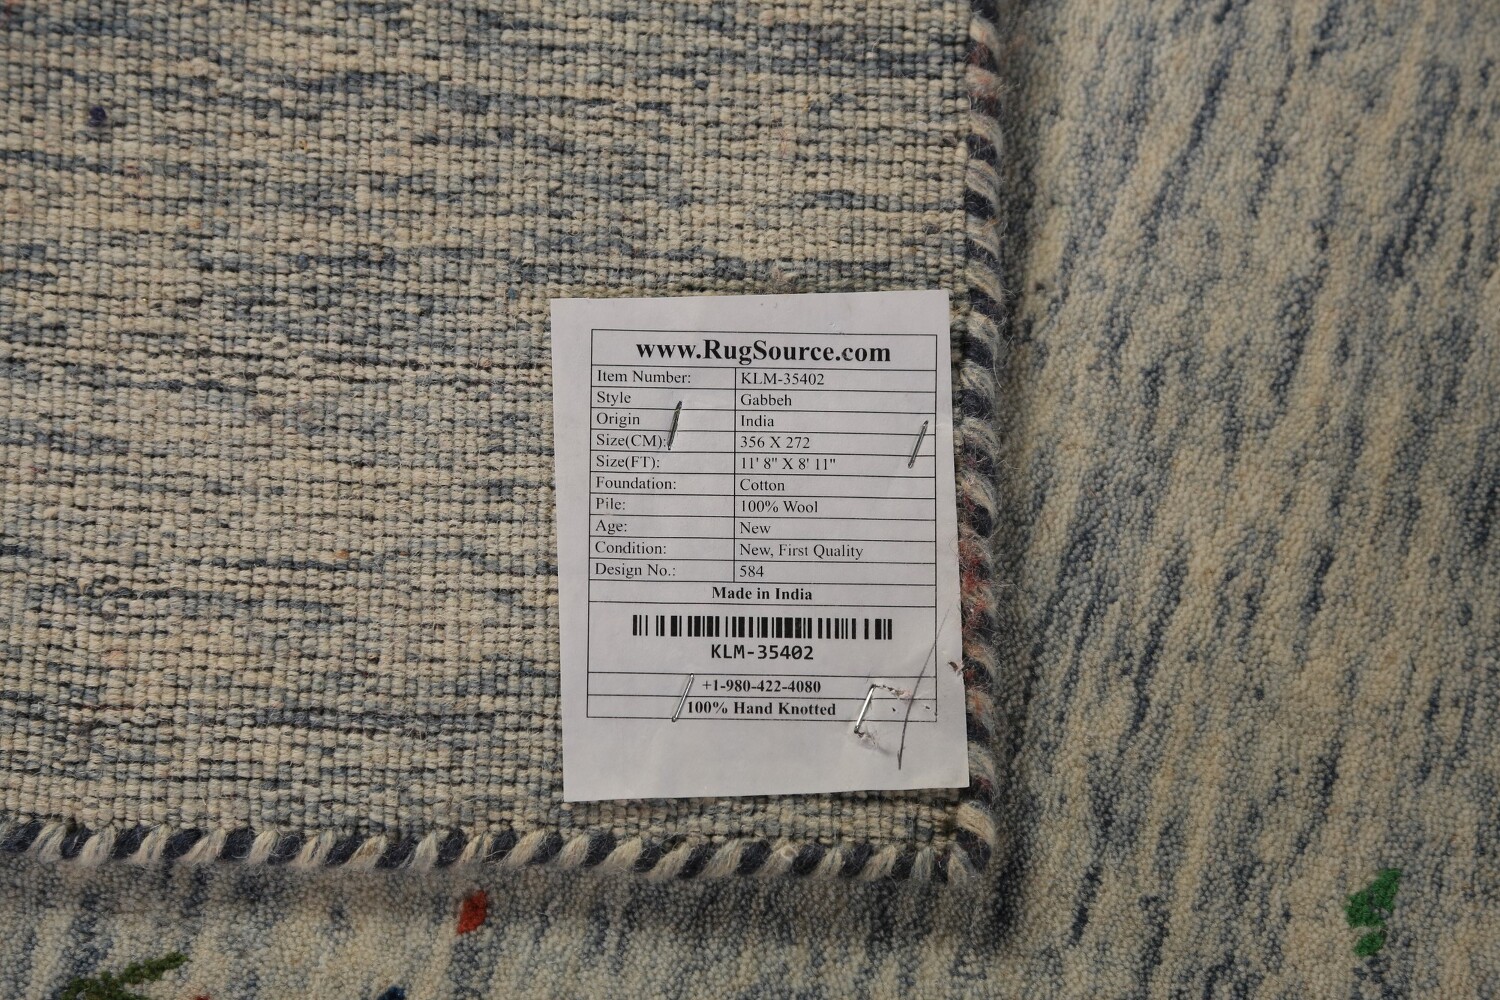 www.RugSource.com
Item Number: KLM-35402
Style Gabbeh
Origin India
Size(CM): 356 X 272
Size(FT): 11' 8" X 8' 11"
Foundation: Cotton
Pile: 100% Wool
Age: New
Condition: New, First Quality
Design No.: 584
Made in India
KLM-35402
+1-980-422-4080
100% Hand Knotted